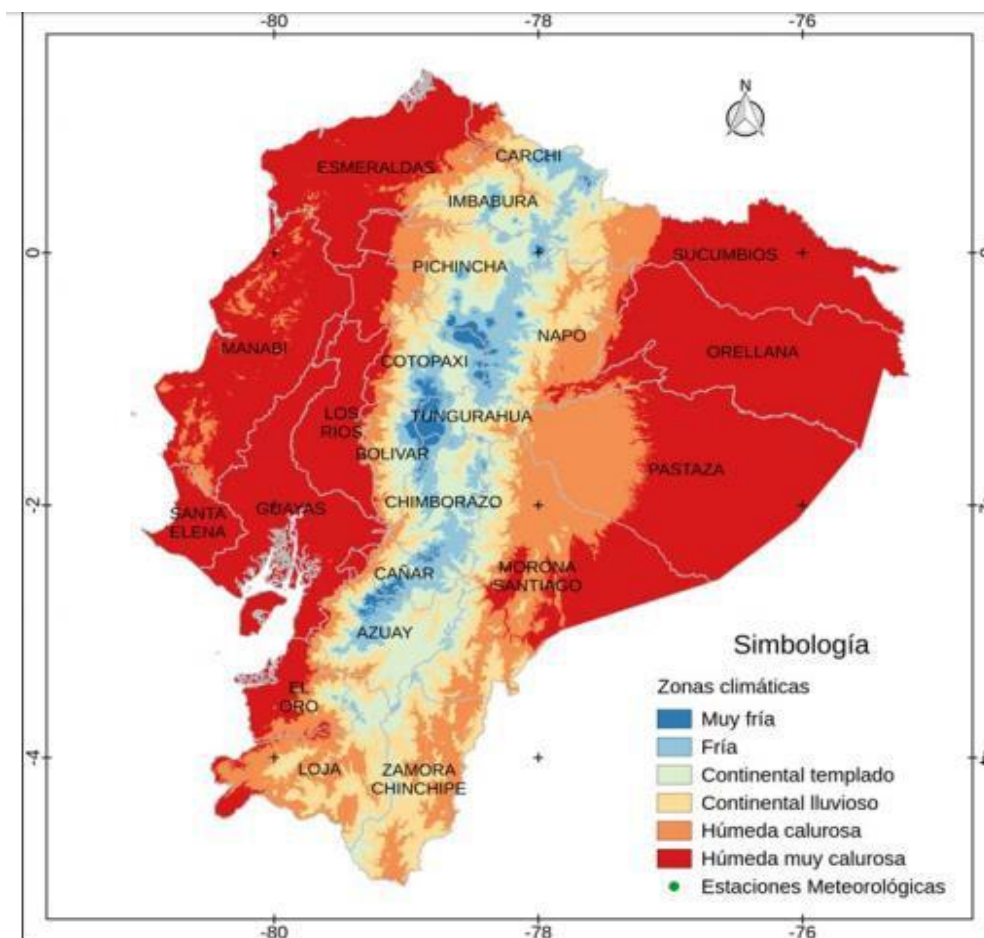 -80
-78
-76
N
CARCHI
ESMERALDAS
IMBABURA
0
SUCUMBIOS
PICHINCHA
NAPO
MANABI
ORELLANA
COTOPAXI
LOS
RIOS
TUNGURAHUA
BOLIVAR
PASTAZA
CHIMBORAZO
-2
GUAYAS
SANTA
ELENA
CAÑAR
MORONA
SANTIAGO
AZUAY
EL
ORO
LOJA
ZAMORA
CHINCHIPE
-4
Simbología
Zonas climáticas
Muy fría
Fría
Continental templado
Continental lluvioso
Húmeda calurosa
Húmeda muy calurosa
Estaciones Meteorológicas
-80
-78
-76